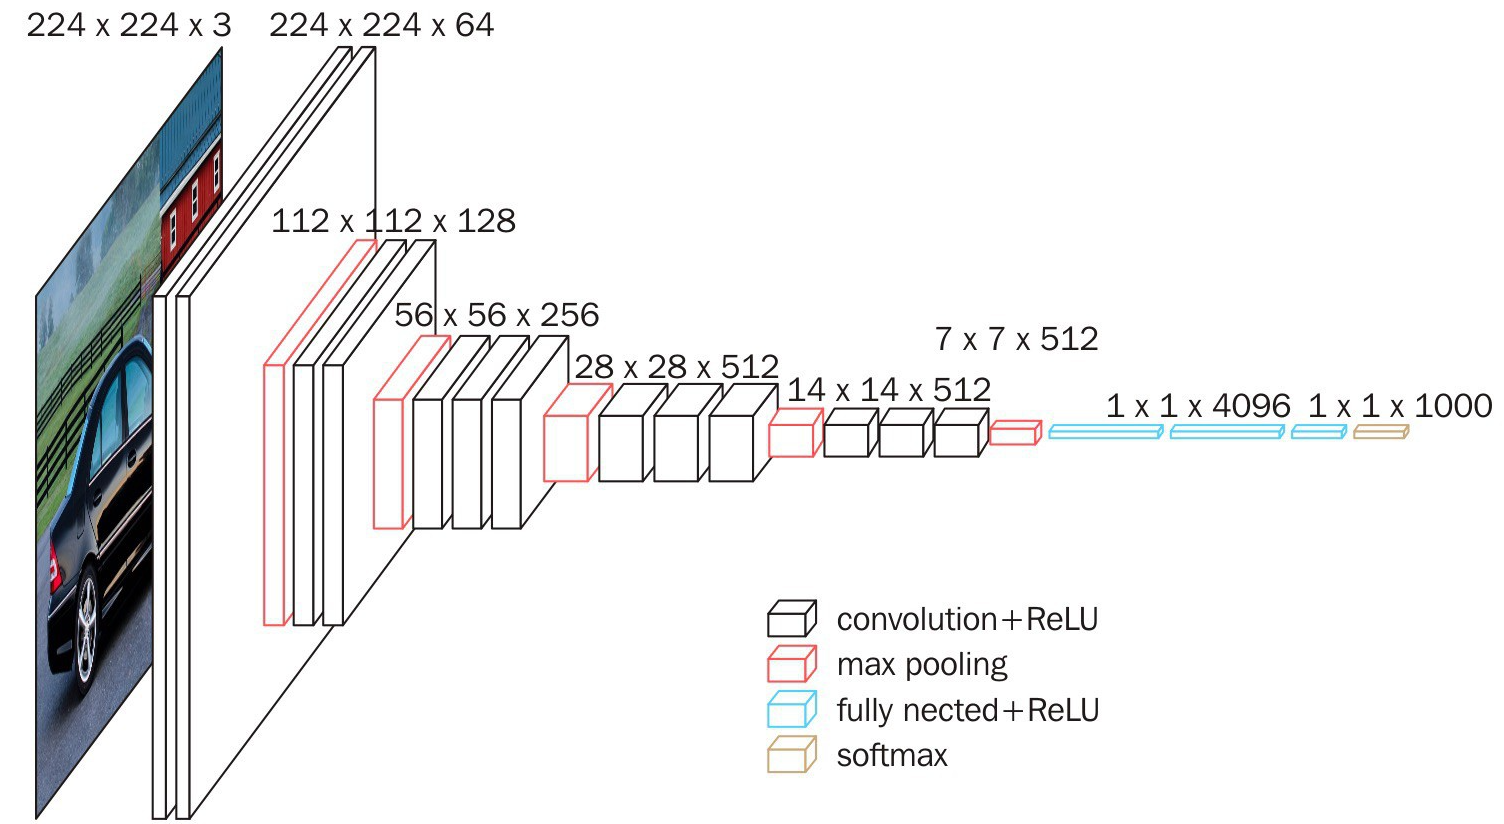 224 x 224 x 3
224 x 224 x 64
112 x 112 x 128
56 x 56 x 256
28 x 28 x 512
14 x 14 x 512
7 x 7 x 512
1 x 1 x 4096
1 x 1 x 1000
convolution+ReLU
max pooling
fully nected+ReLU
softmax